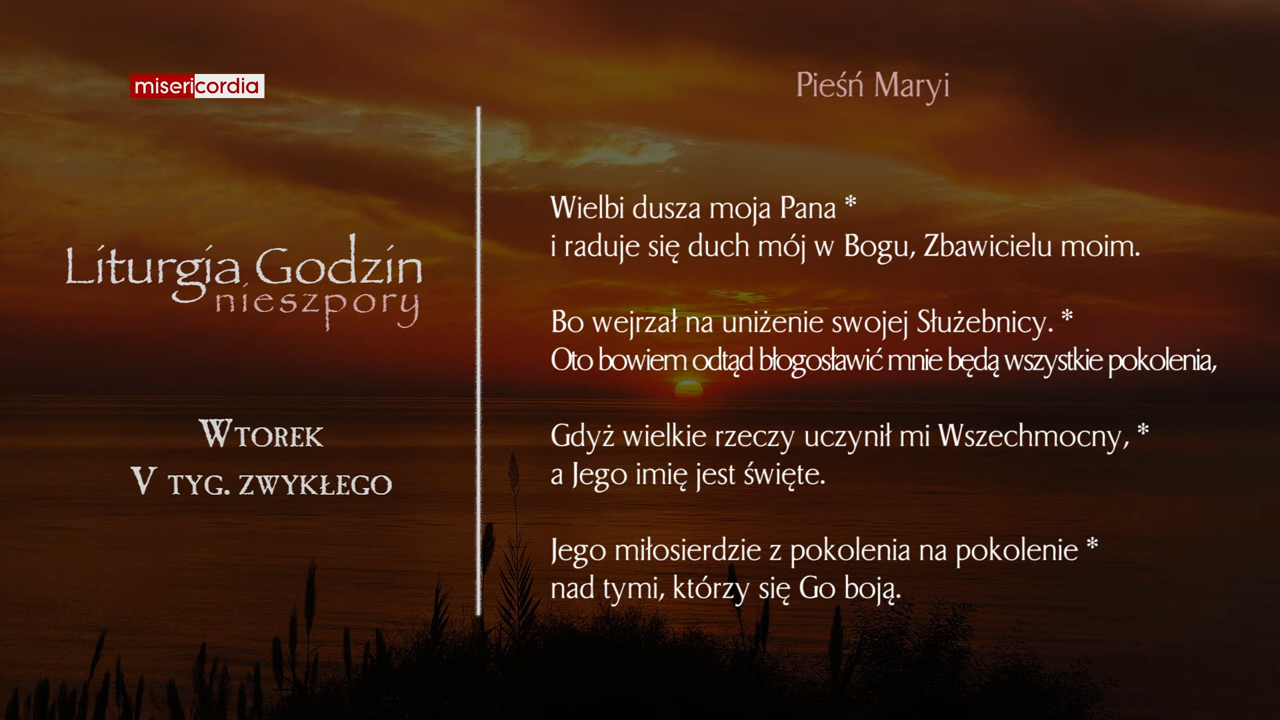 misericordia
Liturgia Godzin
nieszpory
Wtorek
V tyg. zwykłego
Pieśń Maryi
Wielbi dusza moja Pana *
i raduje się duch mój w Bogu, Zbawicielu moim.
Bo wejrzał na uniżenie swojej Służebnicy. *
Oto bowiem odtąd błogosławić mnie będą wszystkie pokolenia,
Gdyż wielkie rzeczy uczynił mi Wszechmocny, *
a Jego imię jest święte.
Jego miłosierdzie z pokolenia na pokolenie *
nad tymi, którzy się Go boją.